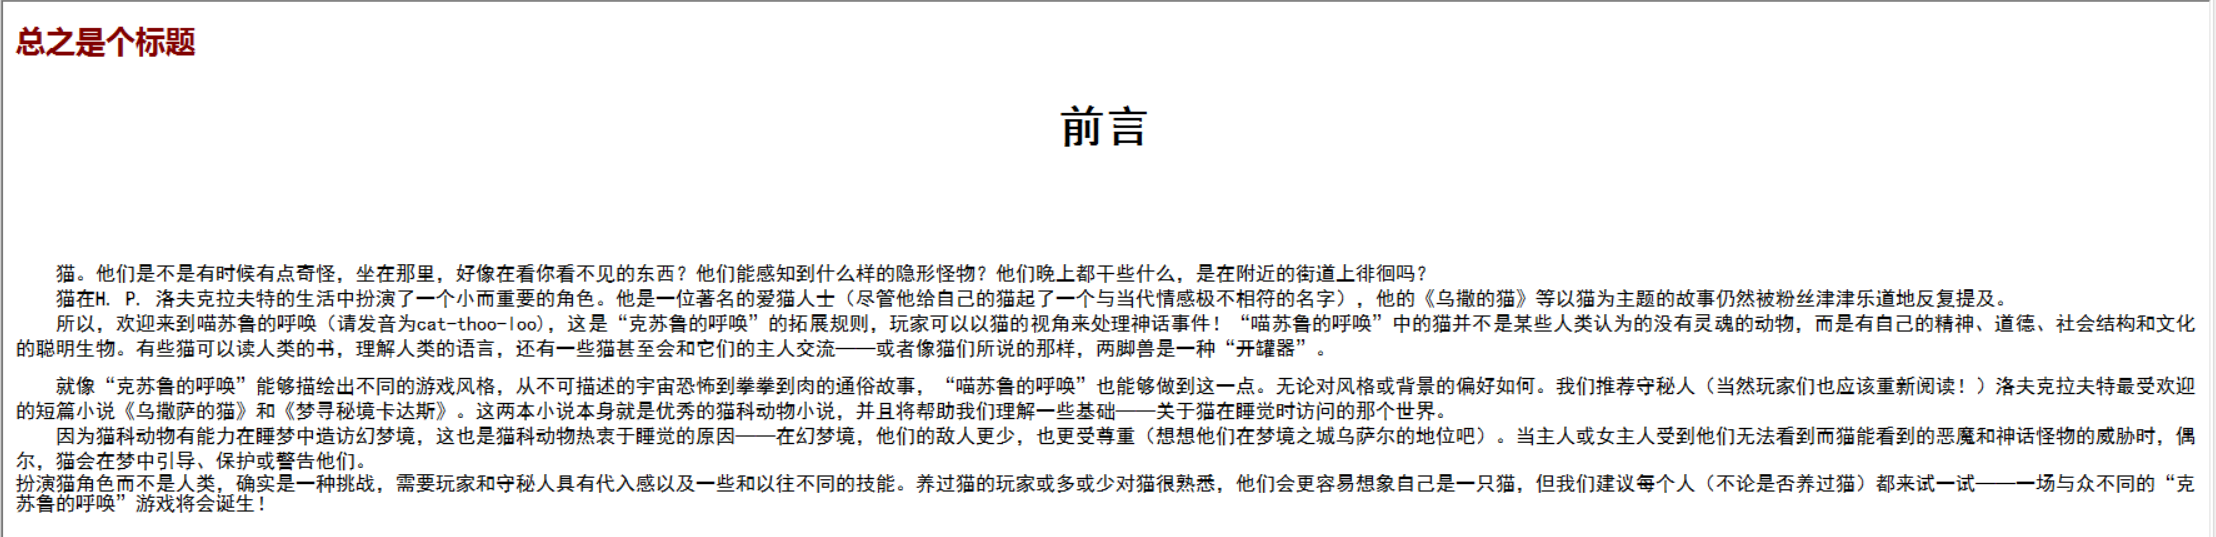 总之是个标题
前言
猫。他们是不是有时候有点奇怪，坐在那里，好像在看你看不见的东西？他们能感知到什么样的隐形怪物？他们晚上都干些什么，是在附近的街道上徘徊吗？
猫在H. P. 洛夫克拉夫特的生活中扮演了一个小而重要的角色。他是一位著名的爱猫人士（尽管他给自己的猫起了一个与当代情感极不相符的名字），他的《乌撒的猫》等以猫为主题的故事仍然被粉丝津津乐道地反复提及。
所以，欢迎来到喵苏鲁的呼唤（请发音为cat-thoo-loo)，这是“克苏鲁的呼唤”的拓展规则，玩家可以以猫的视角来处理神话事件！“喵苏鲁的呼唤”中的猫并不是某些人类认为的没有灵魂的动物，而是有自己的精神、道德、社会结构和文化
的聪明生物。有些猫可以读人类的书，理解人类的语言，还有一些猫甚至会和它们的主人交流——或者像猫们所说的那样，两脚兽是一种“开罐器”。
就像“克苏鲁的呼唤”能够描绘出不同的游戏风格，从不可描述的宇宙恐怖到拳拳到肉的通俗故事，“喵苏鲁的呼唤”也能够做到这一点。无论对风格或背景的偏好如何。我们推荐守秘人（当然玩家们也应该重新阅读！）洛夫克拉夫特最受欢迎
的短篇小说《乌撒萨的猫》和《梦寻秘境卡达斯》。这两本小说本身就是优秀的猫科动物小说，并且将帮助我们理解一些基础——关于猫在睡觉时访问的那个世界。
因为猫科动物有能力在睡梦中造访幻梦境，这也是猫科动物热衷于睡觉的原因——在幻梦境，他们的敌人更少，也更受尊重（想想他们在梦境之城乌萨尔的地位吧）。当主人或女主人受到他们无法看到而猫能看到的恶魔和神话怪物的威胁时，偶
尔，猫会在梦中引导、保护或警告他们。
扮演猫角色而不是人类，确实是一种挑战，需要玩家和守秘人具有代入感以及一些和以往不同的技能。养过猫的玩家或多或少对猫很熟悉，他们会更容易想象自己是一只猫，但我们建议每个人（不论是否养过猫）都来试一试——一场与众不同的“克
苏鲁的呼唤”游戏将会诞生！